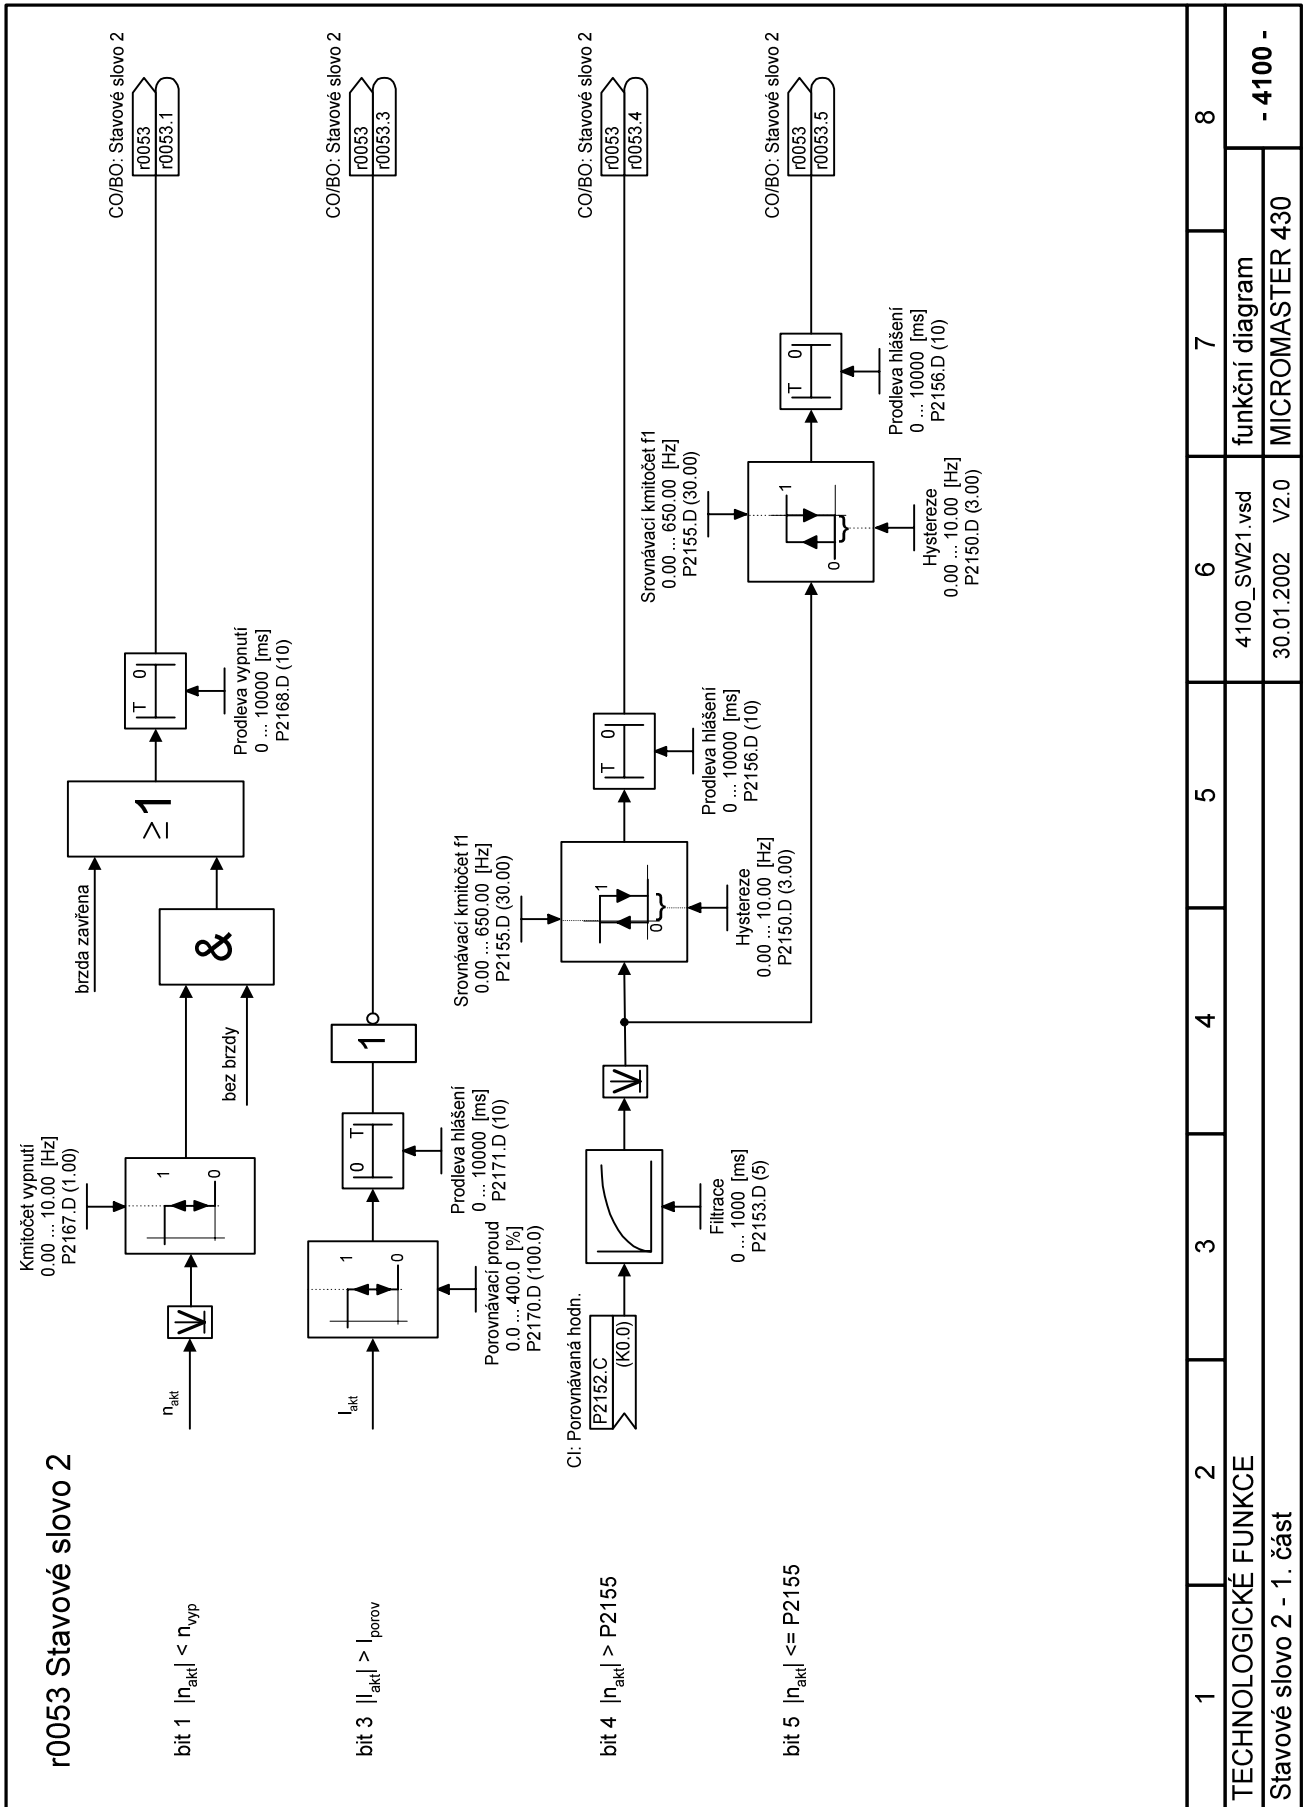 r0053 Stavové slovo 2
bit 1 |nakt| < nvyp
nakt
Kmitočet vypnutí
0.00 ... 10.00 [Hz]
P2167.D (1.00)
1
0
bez brzdy
&
brzda zavřena
≥1
T 0
Prodleva vypnutí
0 ... 10000 [ms]
P2168.D (10)
CO/BO: Stavové slovo 2
r0053
r0053.1
bit 3 |Iakt| > Iporov
Iakt
1
0
Porovnávací proud
0.0 ... 400.0 [%]
P2170.D (100.0)
0 T
Prodleva hlášení
0 ... 10000 [ms]
P2171.D (10)
1
CO/BO: Stavové slovo 2
r0053
r0053.3
bit 4 |nakt| > P2155
CI: Porovnávaná hodn.
P2152.C
(K0.0)
Filtrace
0 ... 1000 [ms]
P2153.D (5)
Srovnávací kmitočet f1
0.00 ... 650.00 [Hz]
P2155.D (30.00)
1
0
Hystereze
0.00 ... 10.00 [Hz]
P2150.D (3.00)
T 0
Prodleva hlášení
0 ... 10000 [ms]
P2156.D (10)
CO/BO: Stavové slovo 2
r0053
r0053.4
bit 5 |nakt| <= P2155
Srovnávací kmitočet f1
0.00 ... 650.00 [Hz]
P2155.D (30.00)
1
0
Hystereze
0.00 ... 10.00 [Hz]
P2150.D (3.00)
T 0
Prodleva hlášení
0 ... 10000 [ms]
P2156.D (10)
CO/BO: Stavové slovo 2
r0053
r0053.5
1 2 3 4 5 6 7 8
TECHNOLOGICKÉ FUNKCE 4100_SW21.vsd funkční diagram
Stavové slovo 2 - 1. část 30.01.2002 V2.0 MICROMASTER 430
- 4100 -